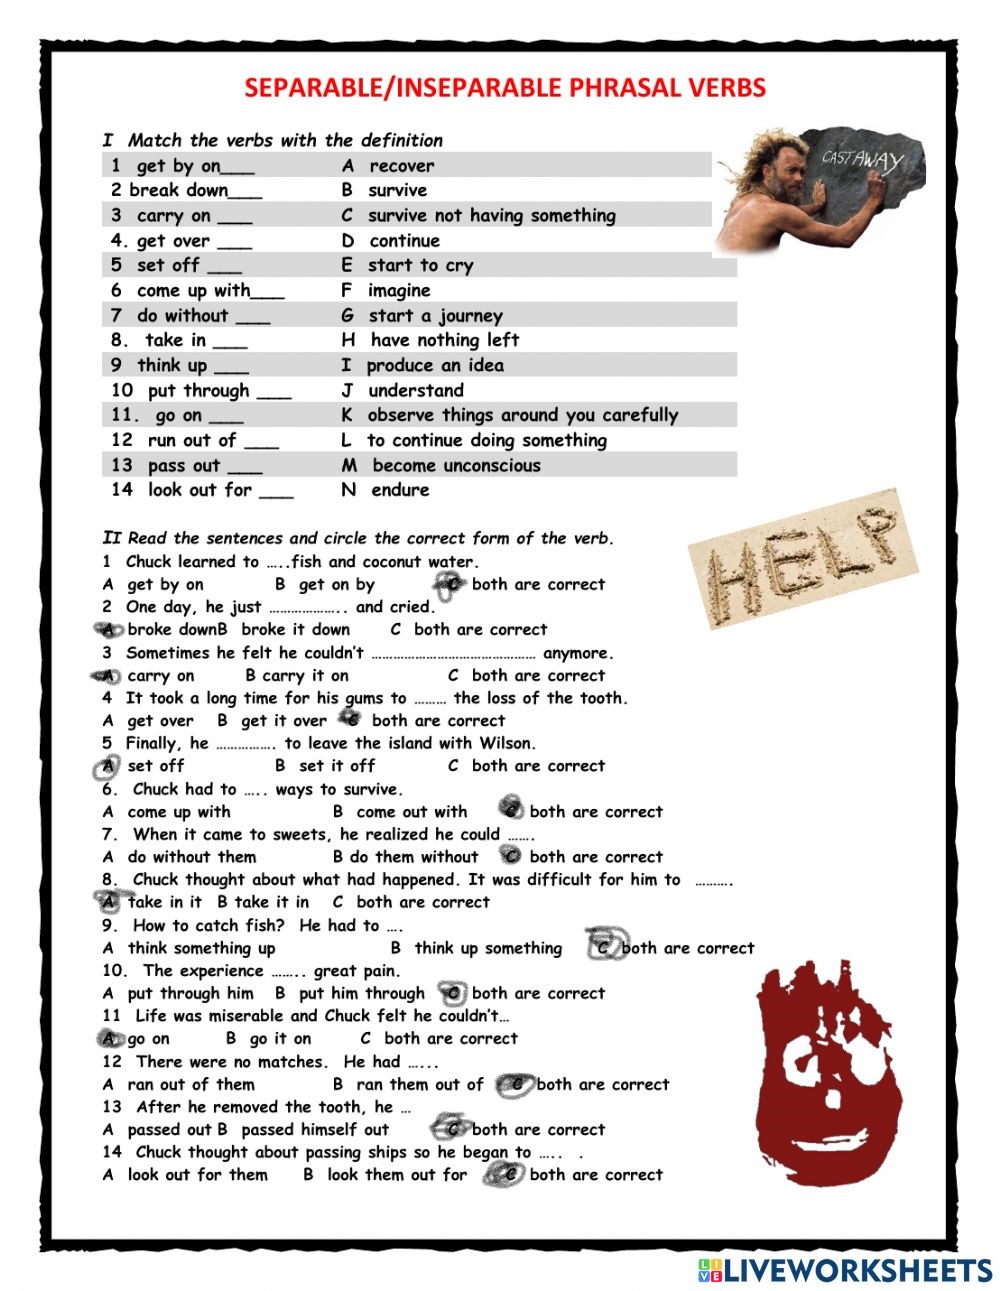 SEPARABLE/INSEPARABLE PHRASAL VERBS
CASTAWAY
I Match the verbs with the definition
1 get by on___ A recover
2 break down___ B survive
3 carry on ___ C survive not having something
4. get over ___ D continue
5 set off ___ E start to cry
6 come up with___ F imagine
7 do without ___ G start a journey
8. take in ___ H have nothing left
9 think up ___ I produce an idea
10 put through ___ J understand
11. go on ___ K observe things around you carefully
12 run out of ___ L to continue doing something
13 pass out ___ M become unconscious
14 look out for ___ N endure
HELP
II Read the sentences and circle the correct form of the verb.
1 Chuck learned to …..fish and coconut water.
A get by on B get on by C both are correct
2 One day, he just ……………….. and cried.
A broke downB broke it down C both are correct
3 Sometimes he felt he couldn't ……………………………………… anymore.
A carry on B carry it on C both are correct
4 It took a long time for his gums to ……… the loss of the tooth.
A get over B get it over C both are correct
5 Finally, he ……………. to leave the island with Wilson.
A set off B set it off C both are correct
6. Chuck had to ….. ways to survive.
A come up with B come out with C both are correct
7. When it came to sweets, he realized he could …….
A do without them B do them without C both are correct
8. Chuck thought about what had happened. It was difficult for him to ……….
A take in it B take it in C both are correct
9. How to catch fish? He had to ….
A think something up B think up something C both are correct
10. The experience …….. great pain.
A put through him B put him through C both are correct
11 Life was miserable and Chuck felt he couldn't…
A go on B go it on C both are correct
12 There were no matches. He had …...
A ran out of them B ran them out of C both are correct
13 After he removed the tooth, he …
A passed out B passed himself out C both are correct
14 Chuck thought about passing ships so he began to ….. .
A look out for them B look them out for C both are correct
LIVE LIVEWORKSHEETS